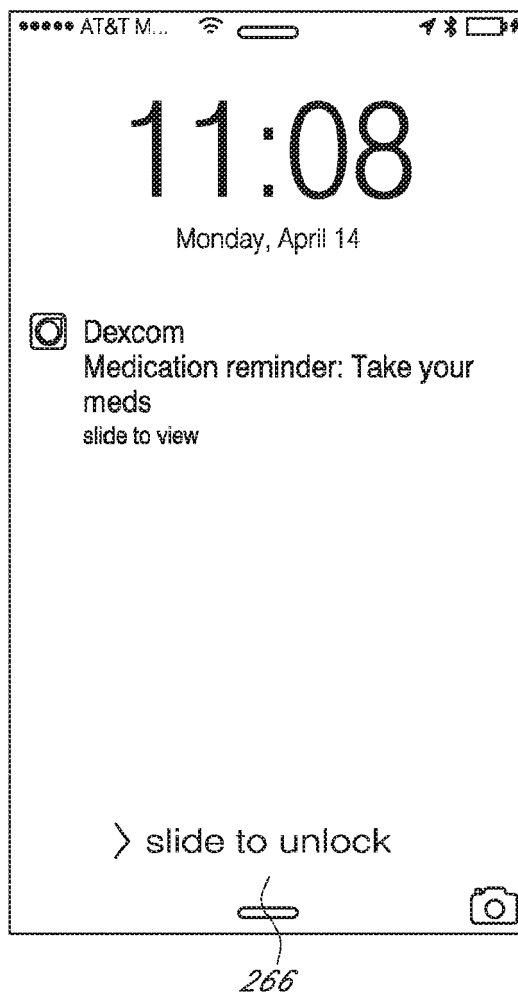 AT&T M...
11:08
Monday, April 14
Dexcom
Medication reminder: Take your
meds
slide to view
> slide to unlock
266